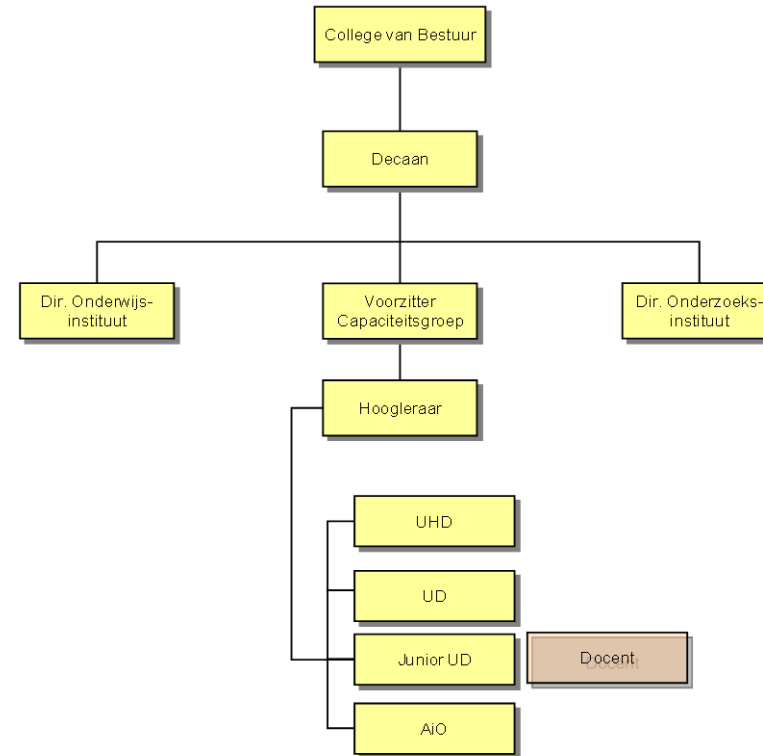 College van Bestuur
Decaan
Dir. Onderwijs-
instituut
Voorzitter
Capaciteitsgroep
Dir. Onderzoeks-
instituut
Hoogleraar
UHD
UD
Junior UD
Docent
AiO